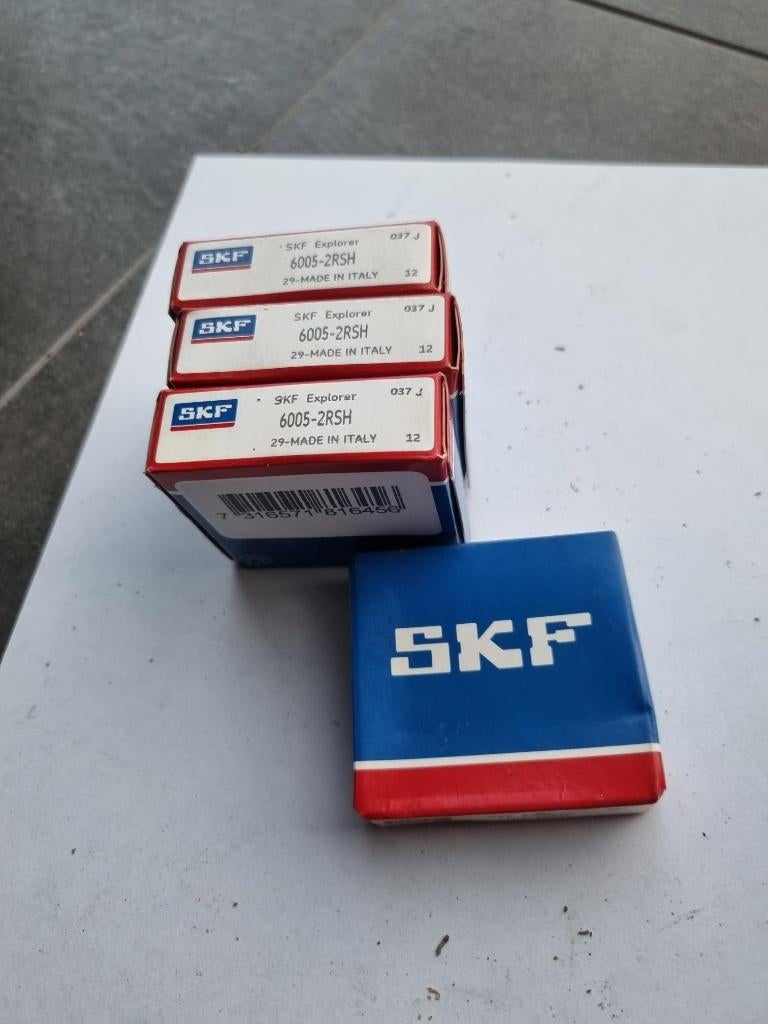 SKF
SKF Explorer
037 J
6005-2RSH
29-MADE IN ITALY
12
SKF
SKF Explorer
037 J
6005-2RSH
29-MADE IN ITALY
12
SKF
SKF Explorer
037 J
6005-2RSH
29-MADE IN ITALY
12
7 316571 816456
SKF